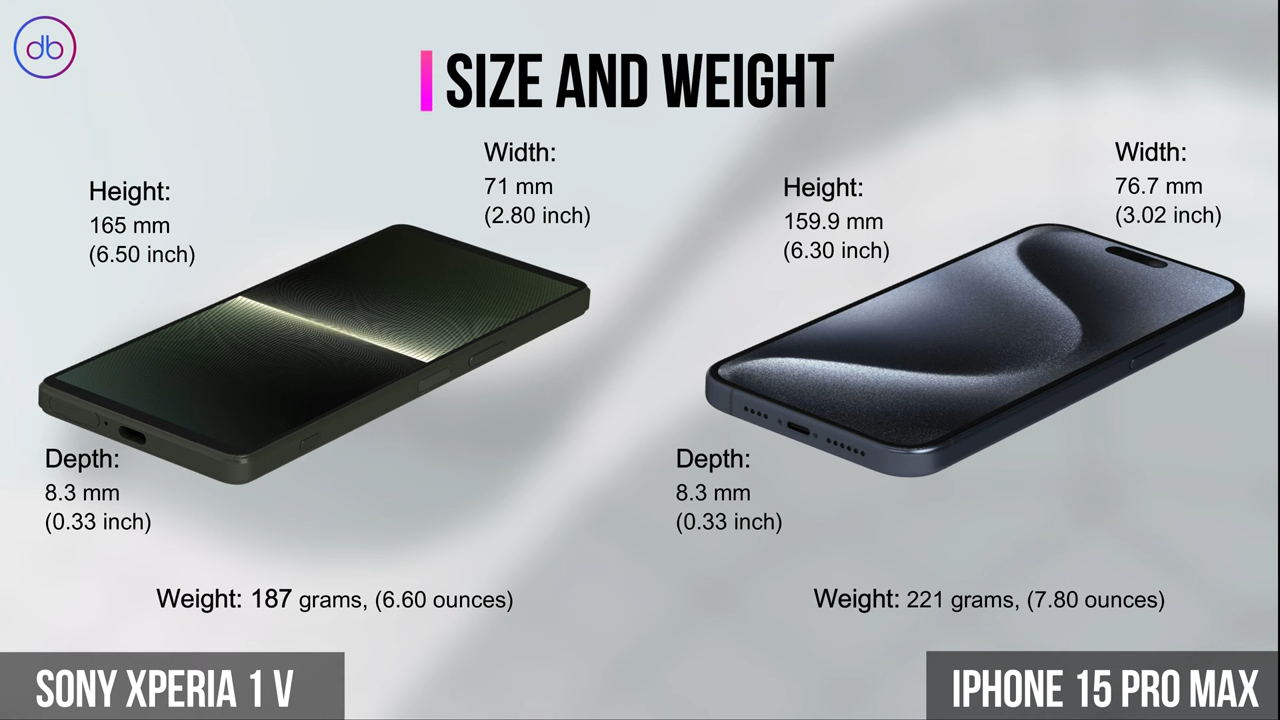 db
SIZE AND WEIGHT
Height:
165 mm
(6.50 inch)
Width:
71 mm
(2.80 inch)
Depth:
8.3 mm
(0.33 inch)
Weight: 187 grams, (6.60 ounces)
SONY XPERIA 1 V
Height:
159.9 mm
(6.30 inch)
Width:
76.7 mm
(3.02 inch)
Depth:
8.3 mm
(0.33 inch)
Weight: 221 grams, (7.80 ounces)
IPHONE 15 PRO MAX